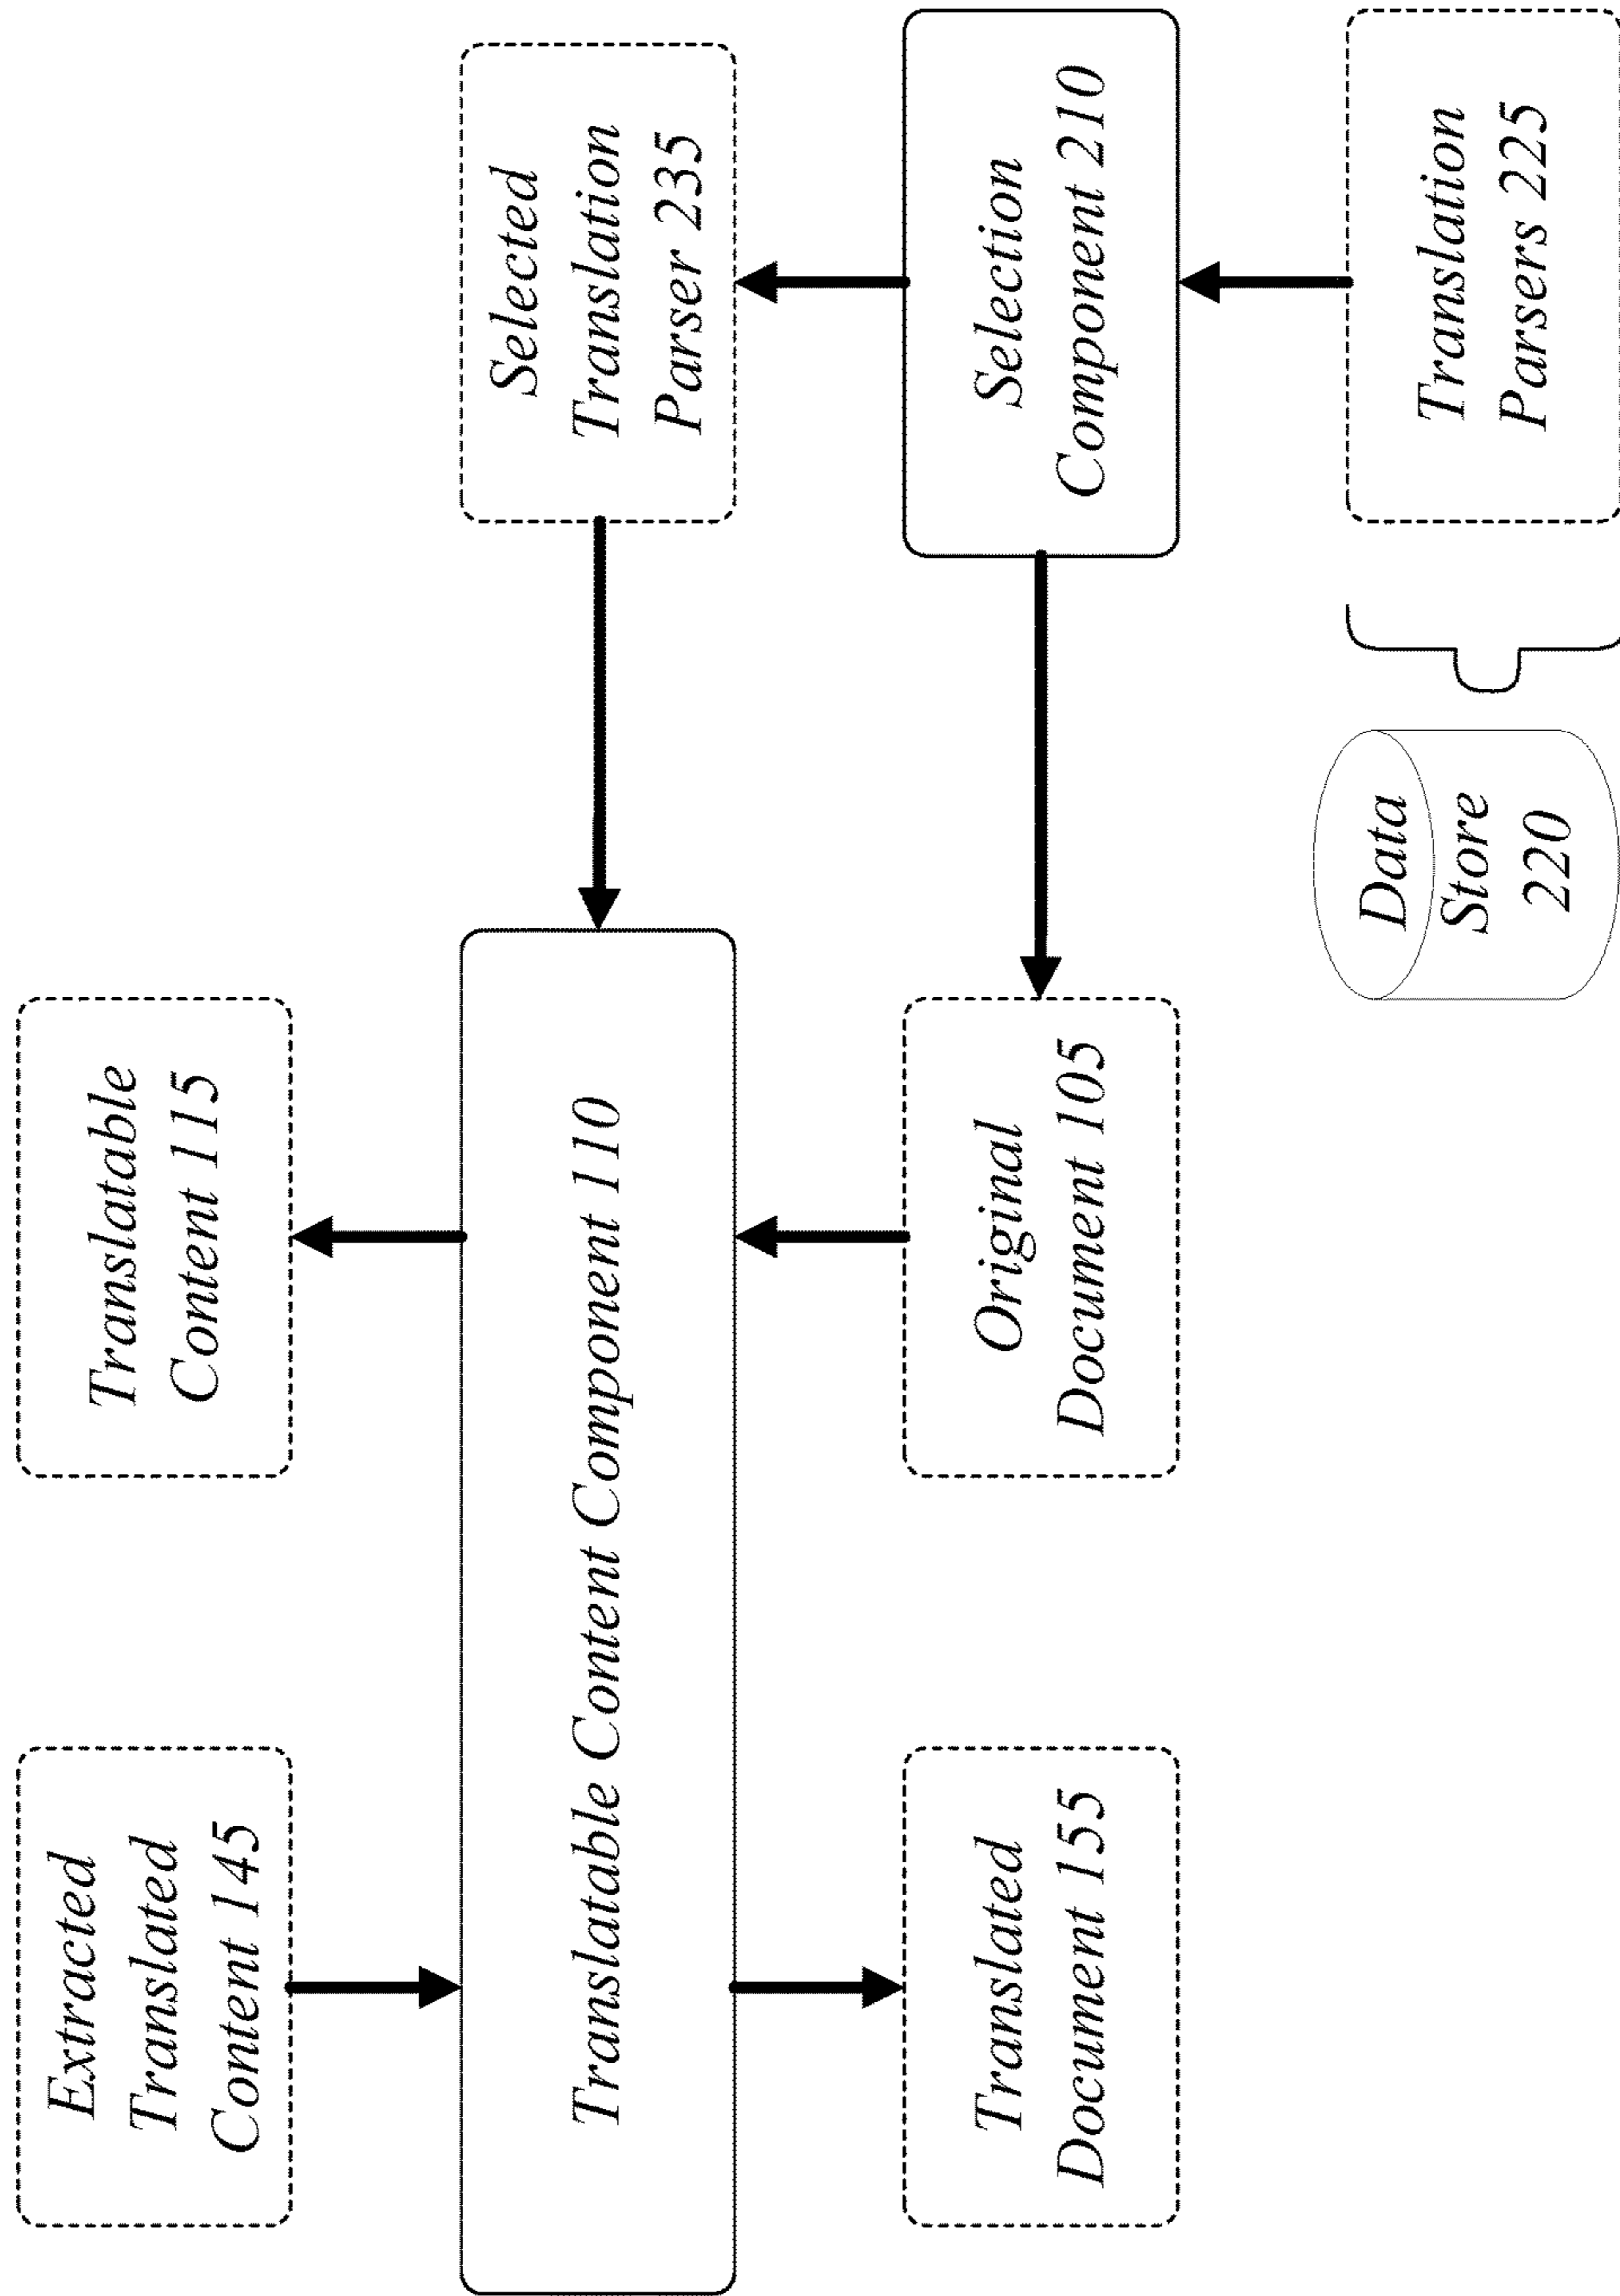 Extracted
Translated
Content 145
Translatable
Content 115
Translatable Content Component 110
Selected
Translation
Parser 235
Translated
Document 155
Original
Document 105
Selection
Component 210
Data
Store
220
Translation
Parsers 225